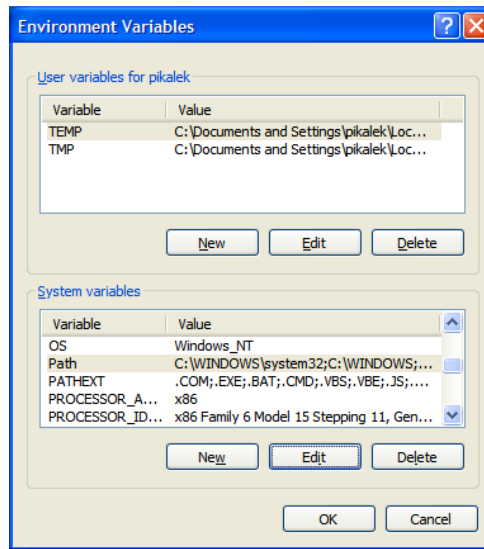 Environment Variables
User variables for pikalek
Variable Value
TEMP C:\Documents and Settings\pikalek\Loc...
TMP C:\Documents and Settings\pikalek\Loc...
New Edit Delete
System variables
Variable Value
OS Windows_NT
Path C:\WINDOWS\system32;C:\WINDOWS;...
PATHEXT .COM;.EXE;.BAT;.CMD;.VBS;.VBE;.JS;....
PROCESSOR_A... x86
PROCESSOR_ID... x86 Family 6 Model 15 Stepping 11, Gen...
New Edit Delete
OK Cancel